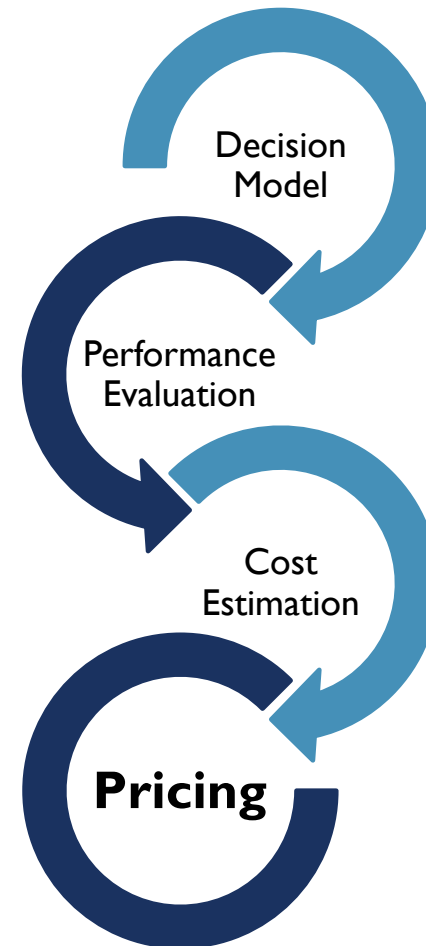 Decision
Model
Performance
Evaluation
Cost
Estimation
Pricing